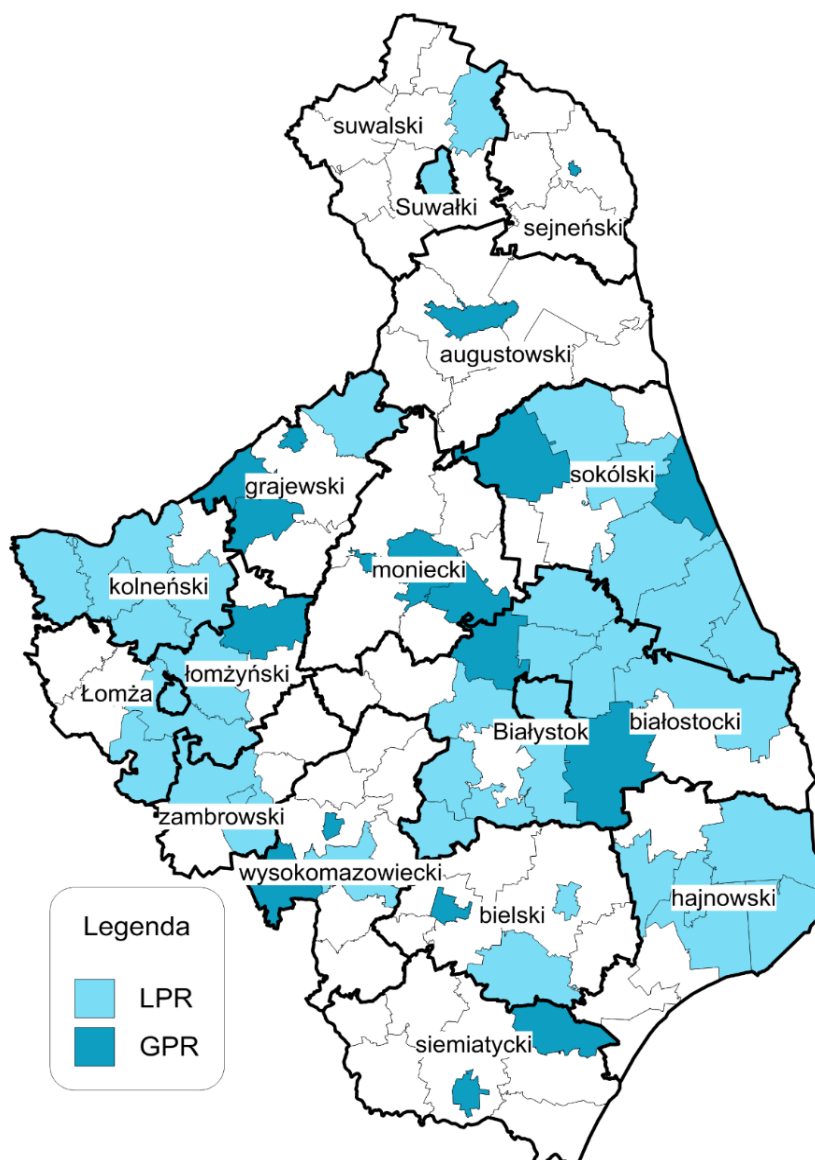 suwalski
Suwałki
sejneński
augustowski
sokólski
grajewski
moniecki
kolneński
łomżyński
Łomża
Białystok
białostocki
zambrowski
wysokomazowiecki
bielski
hajnowski
siemiatycki
Legenda
LPR
GPR